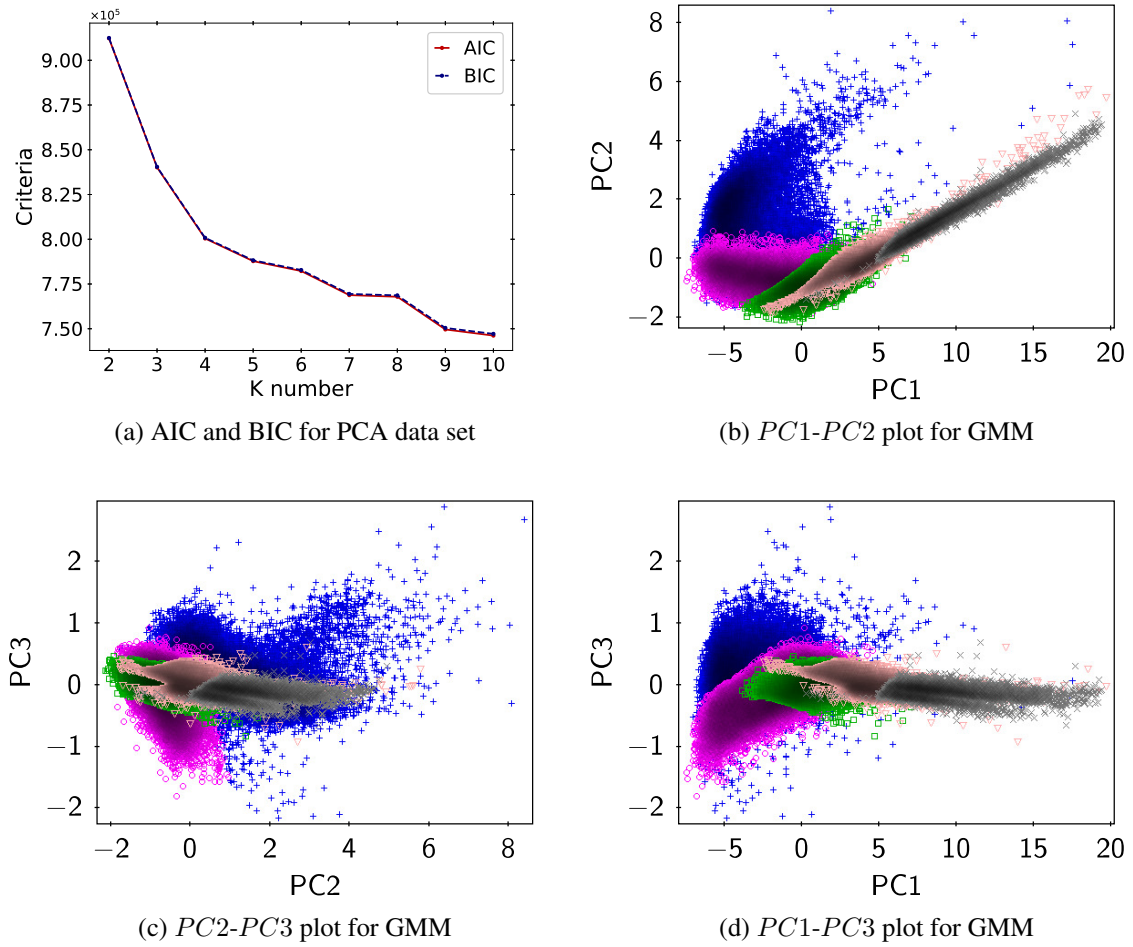 ×10⁵
9.00
8.75
8.50
8.25
8.00
7.75
7.50
Criteria
AIC
BIC
2 3 4 5 6 7 8 9 10
K number
(a) AIC and BIC for PCA data set
8
6
4
2
0
−2
PC2
−5 0 5 10 15 20
PC1
(b) PC1-PC2 plot for GMM
2
1
0
−1
−2
PC3
−2 0 2 4 6 8
PC2
(c) PC2-PC3 plot for GMM
2
1
0
−1
−2
PC3
−5 0 5 10 15 20
PC1
(d) PC1-PC3 plot for GMM